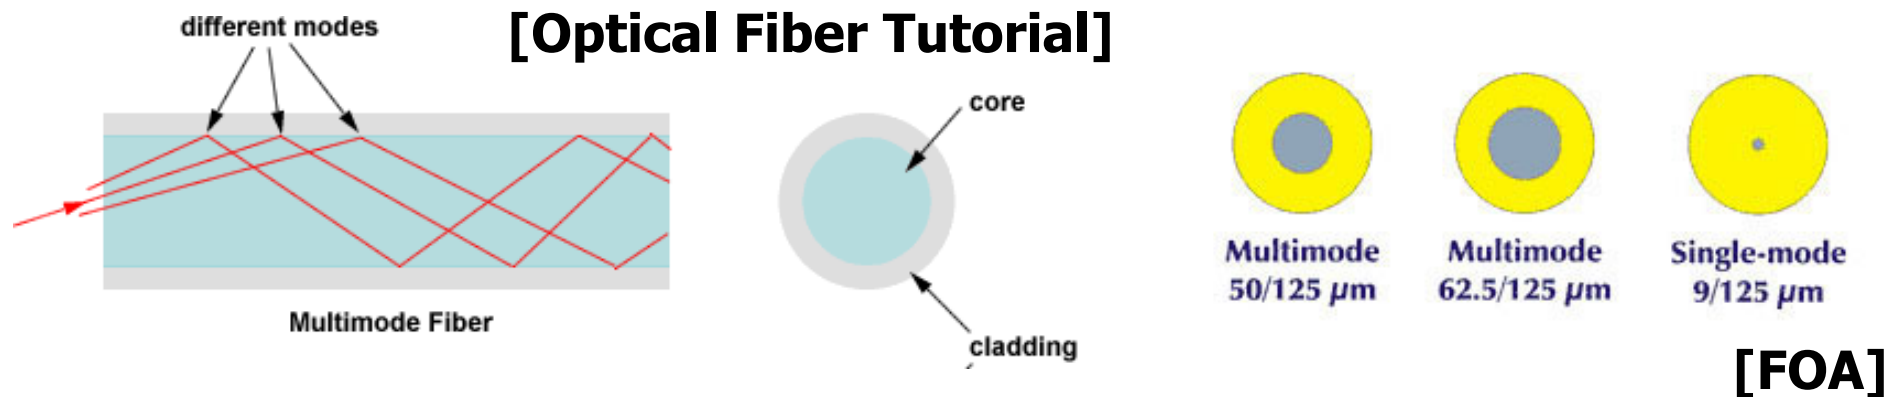 different modes
[Optical Fiber Tutorial]
core
Multimode Fiber
cladding
Multimode
50/125 µm
Multimode
62.5/125 µm
Single-mode
9/125 µm
[FOA]